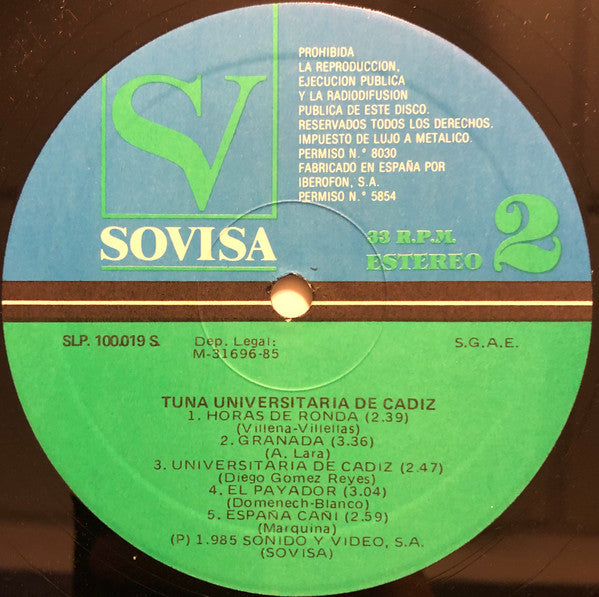 SV
SOVISA
PROHIBIDA
LA REPRODUCCION,
EJECUCION PUBLICA
Y LA RADIODIFUSION
PUBLICA DE ESTE DISCO.
RESERVADOS TODOS LOS DERECHOS.
IMPUESTO DE LUJO A METALICO.
PERMISO N.° 8030
FABRICADO EN ESPAÑA POR
IBEROFON, S.A.
PERMISO N.° 5854
33 R.P.M.
ESTEREO 2
SLP. 100.019 S. Dep. Legal: S.G.A.E.
M-31696-85
TUNA UNIVERSITARIA DE CADIZ
1. HORAS DE RONDA (2.39)
(Villena-Villellas)
2. GRANADA (3.36)
(A. Lara)
3. UNIVERSITARIA DE CADIZ (2.47)
(Diego Gomez Reyes)
4. EL PAYADOR (3.04)
(Domenech-Blanco)
5. ESPAÑA CAÑI (2.59)
(Marquina)
(P) 1.985 SONIDO Y VIDEO, S.A.
(SOVISA)